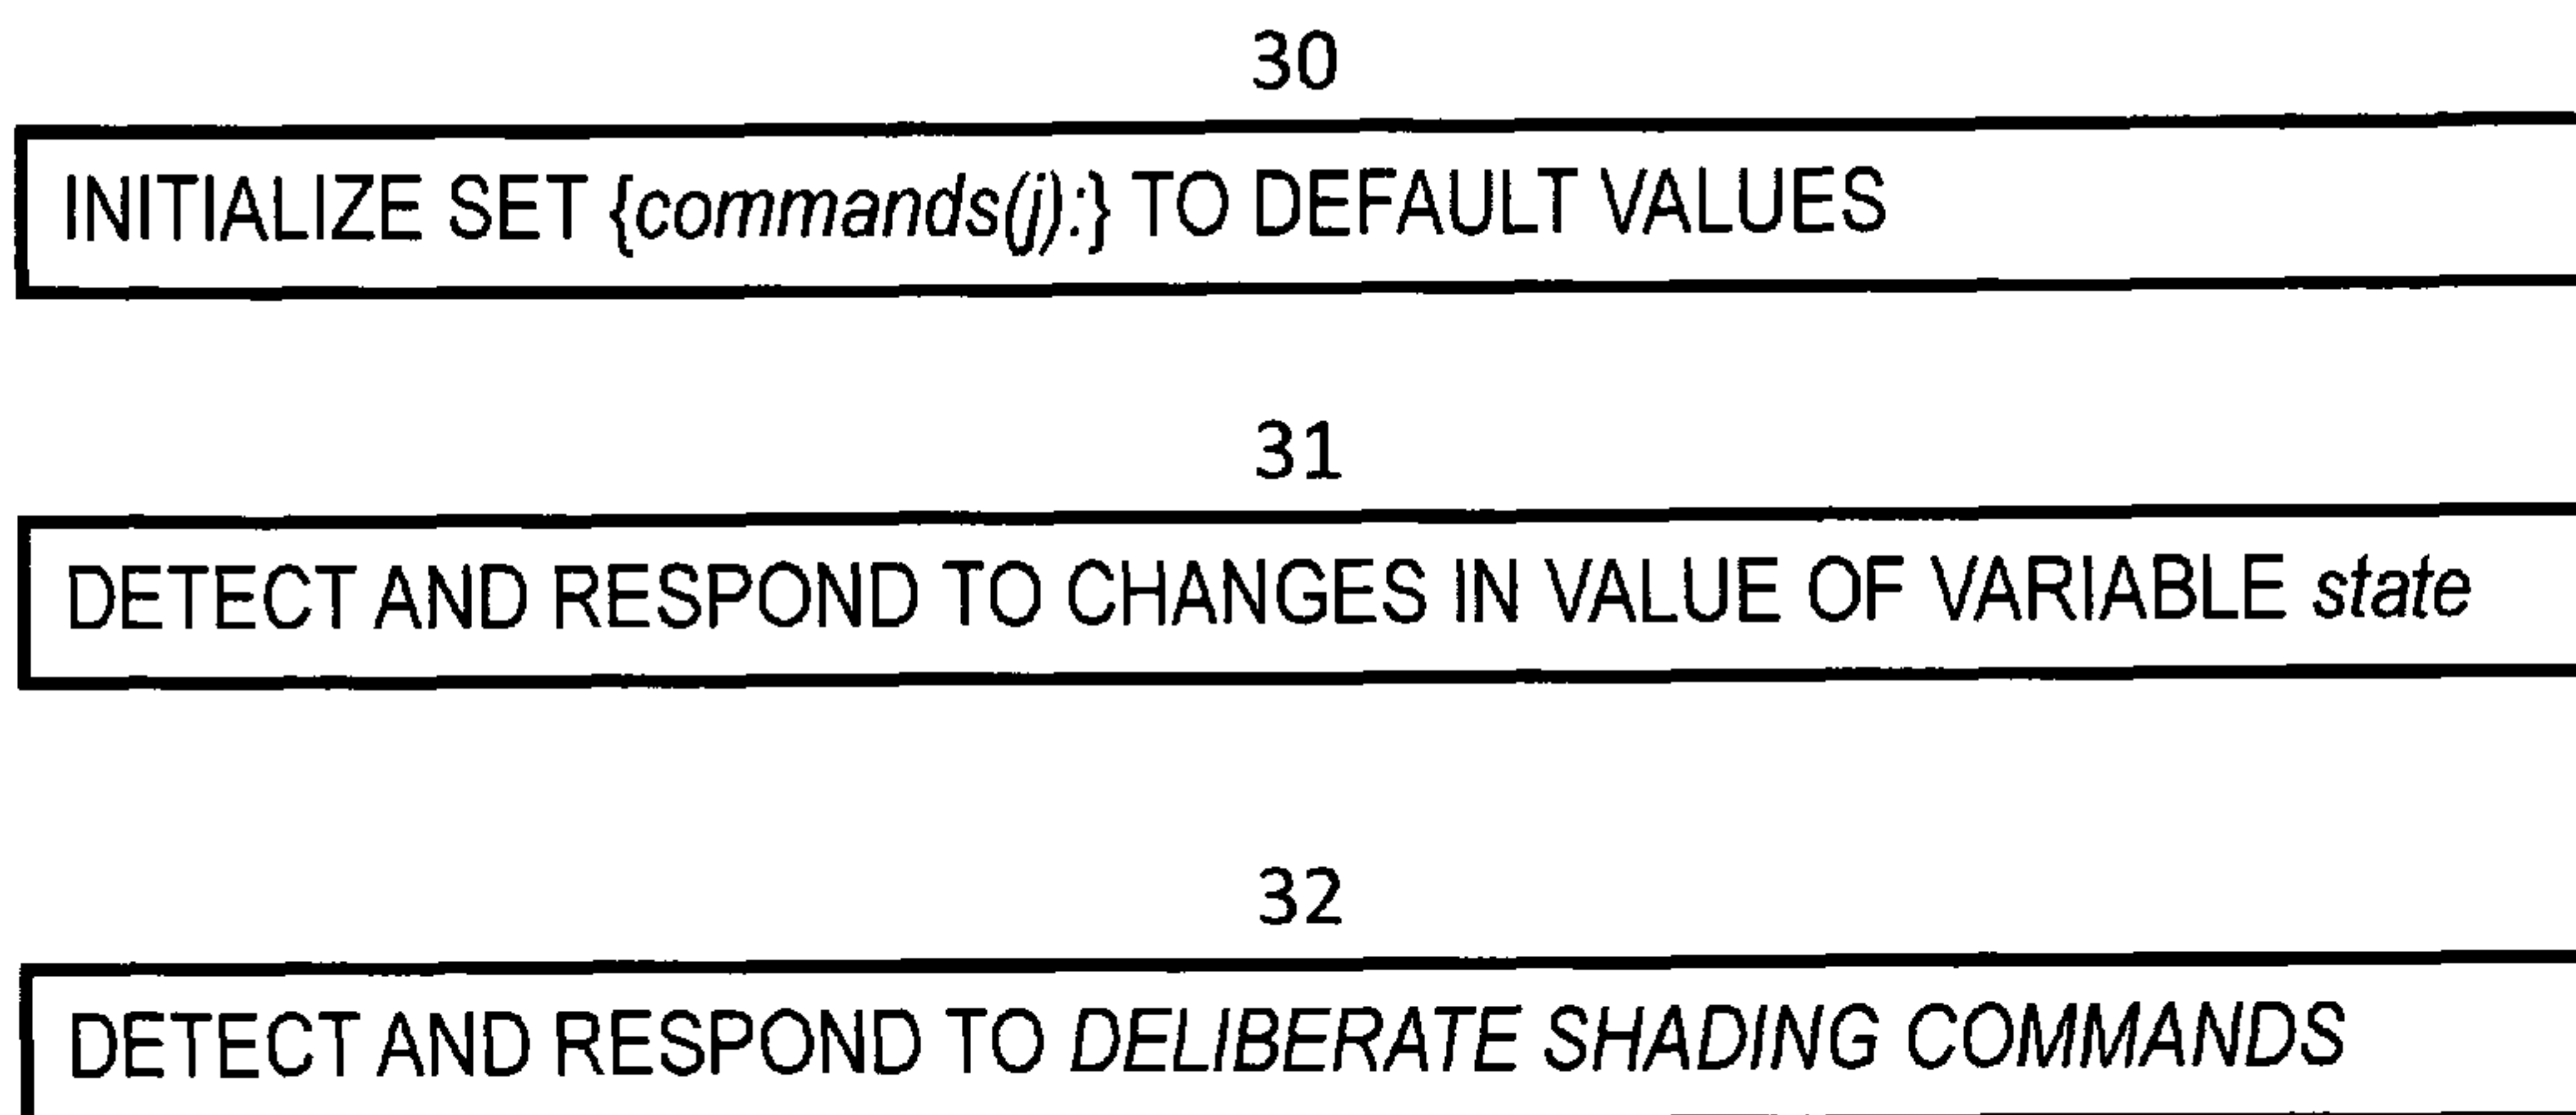 30
INITIALIZE SET {commands(j):} TO DEFAULT VALUES
31
DETECT AND RESPOND TO CHANGES IN VALUE OF VARIABLE state
32
DETECT AND RESPOND TO DELIBERATE SHADING COMMANDS